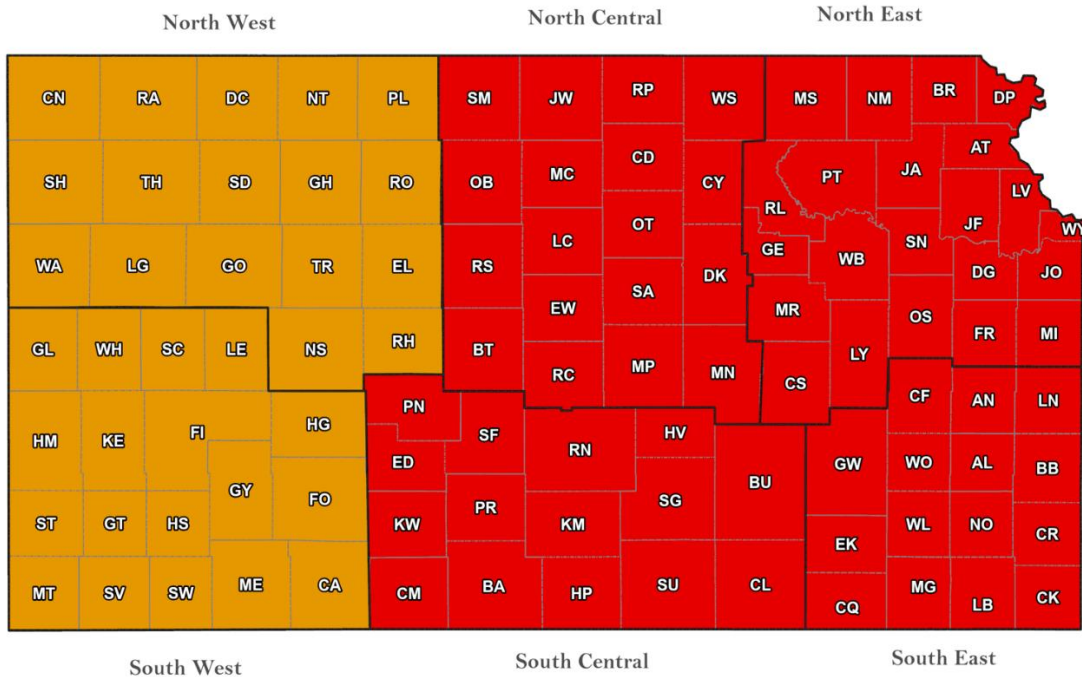 North West
North Central
North East
CN RA DC NT PL SM JW RP WS MS NM BR DP
SH TH SD GH RO OB MC CD CY RL PT JA AT LV
WA LG GO TR EL RS LC OT DK GE WB SN JF WY
DG JO
GL WH SC LE NS RH BT EW SA MR OS FR MI
RC MP MN CS LY
HM KE FI HG PN SF RN HV CF AN LN
ED GW WO AL BB
GY FO PR SG BU
ST GT HS KW KM EK WL NO CR
MT SV SW ME CA CM BA HP SU CL CQ MG LB CK
South West
South Central
South East